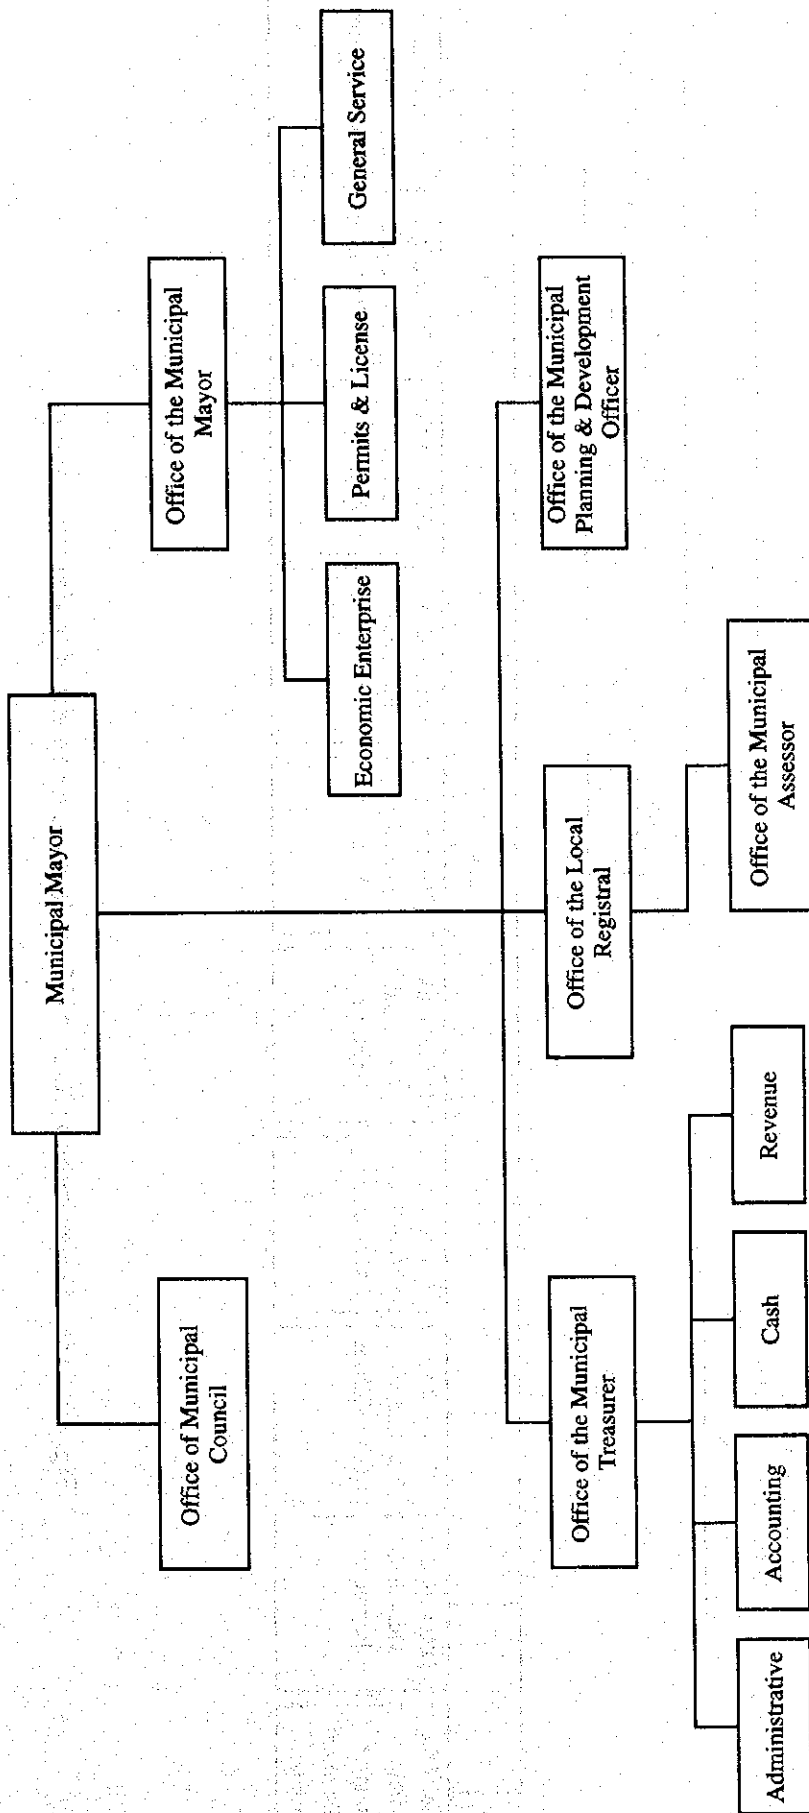 Municipal Mayor
Office of Municipal
Council
Office of the Municipal
Mayor
Economic Enterprise
Permits & License
General Service
Office of the Municipal
Treasurer
Office of the Local
Registral
Office of the Municipal
Planning & Development
Officer
Administrative
Accounting
Cash
Revenue
Office of the Municipal
Assessor